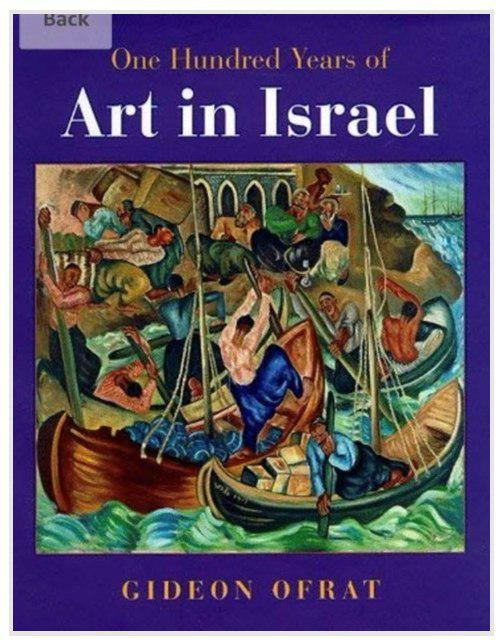 Back
One Hundred Years of
Art in Israel
GIDEON OFRAT